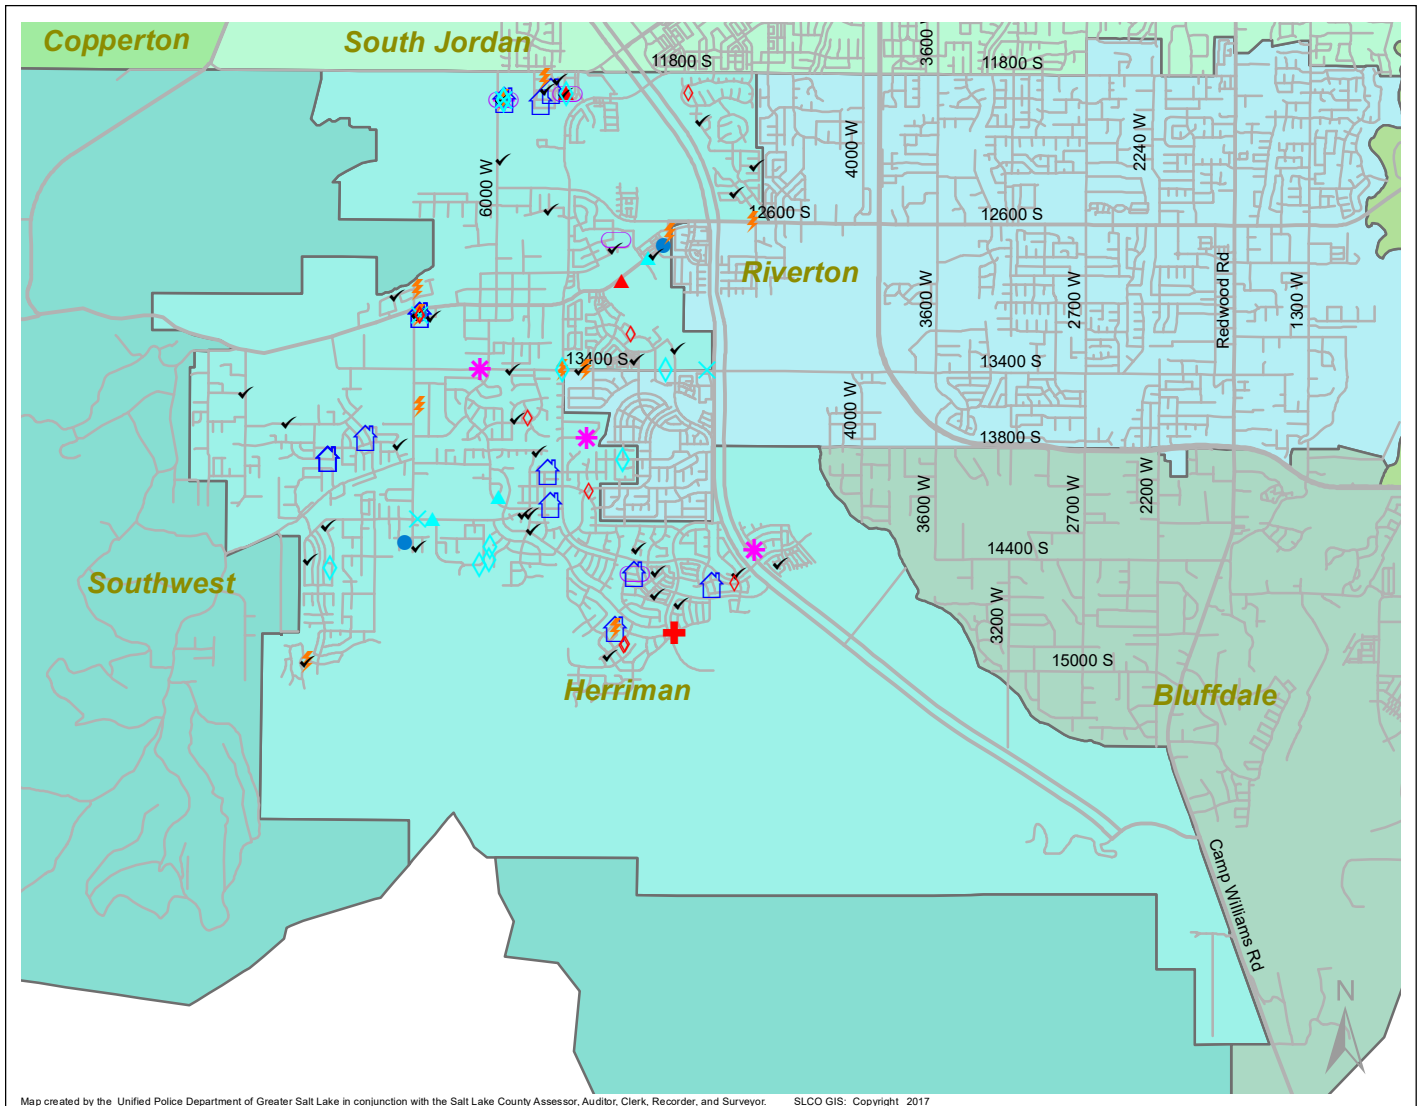 Copperton
South Jordan
3600
11800 S
11800 S
4000 W
2240 W
6000 W
12600 S
12600 S
Riverton
3600 W
2700 W
Redwood Rd
1300 W
13400 S
13400 S
4000 W
13800 S
3600 W
2700 W
2200 W
14400 S
Southwest
3200 W
15000 S
Herriman
Bluffdale
Camp Williams Rd
N
Map created by the Unified Police Department of Greater Salt Lake in conjunction with the Salt Lake County Assessor, Auditor, Clerk, Recorder, and Surveyor. SLCO GIS: Copyright 2017